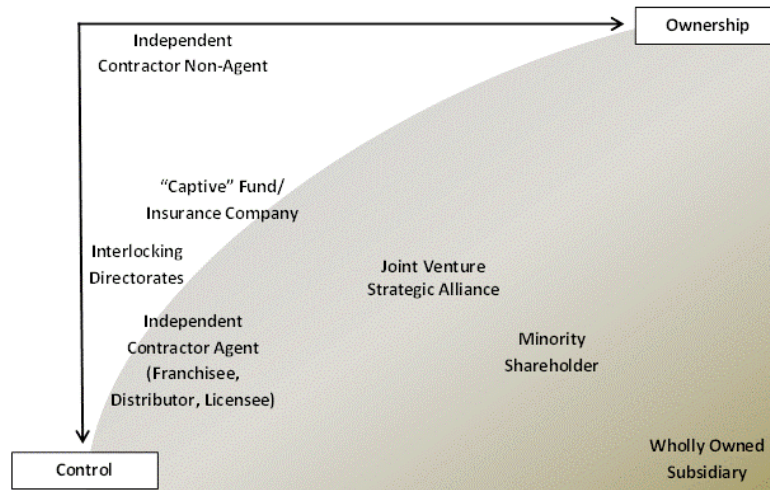 Ownership
Independent
Contractor Non-Agent
“Captive” Fund/
Insurance Company
Interlocking
Directorates
Joint Venture
Strategic Alliance
Independent
Contractor Agent
(Franchisee,
Distributor, Licensee)
Minority
Shareholder
Wholly Owned
Subsidiary
Control